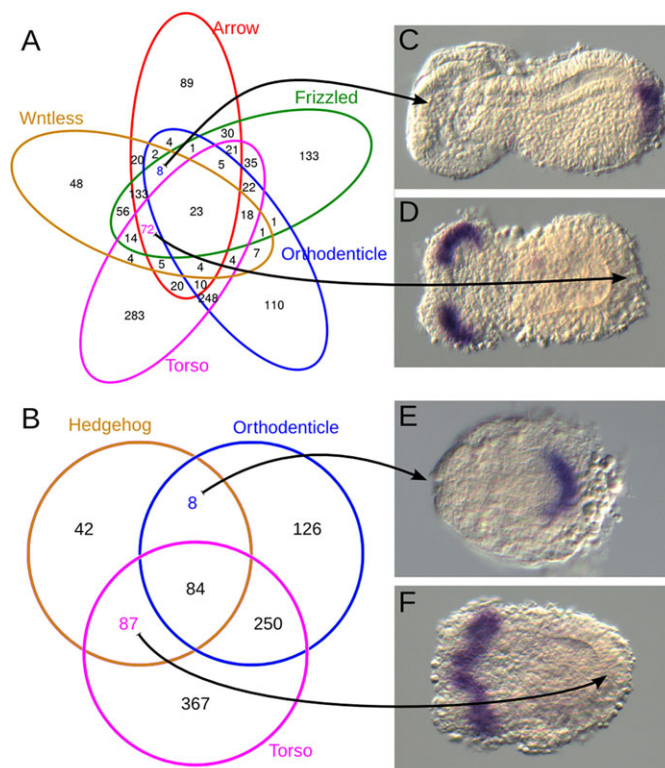 A
C
Arrow
89
Wntless
Frizzled
4
30
133
20
2
1
21
8
5
35
48
133
22
23
18
56
1
1
72
14
7
Orthodenticle
D
4
5
4
4
20
10
248
283
110
Torso
B
E
Hedgehog
Orthodenticle
8
42
126
84
87
250
F
367
Torso